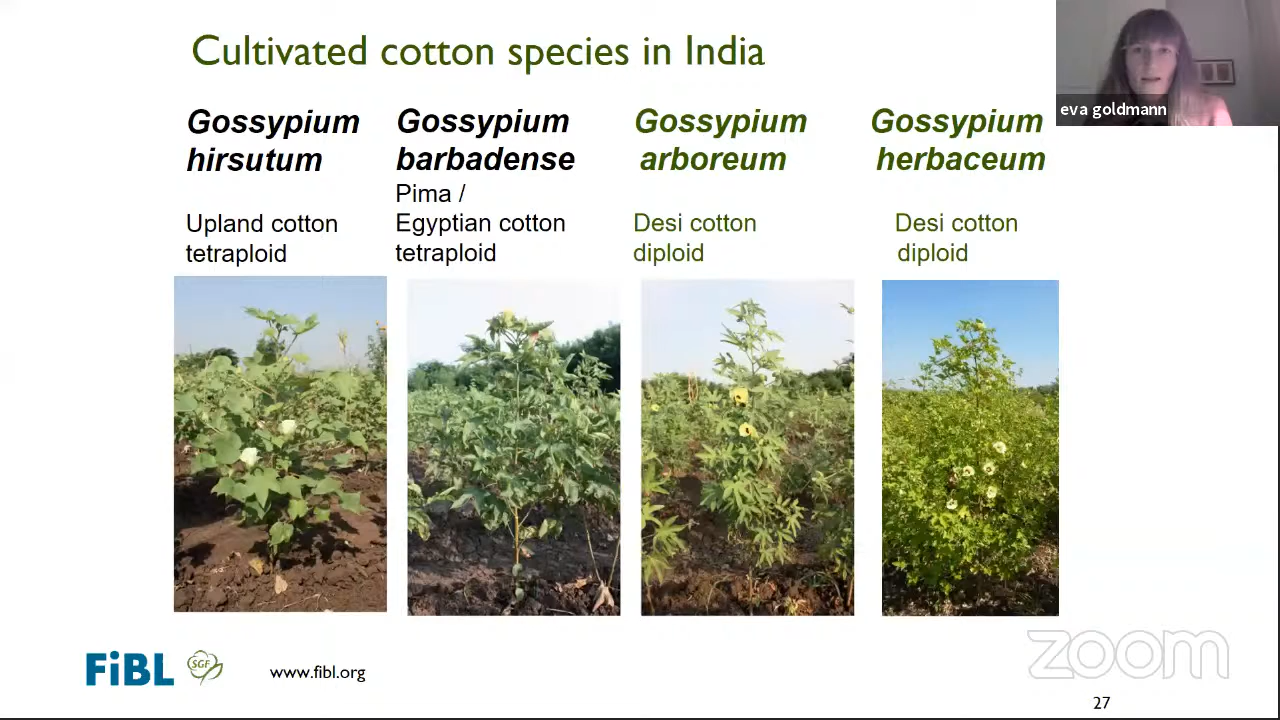 Cultivated cotton species in India
eva goldmann
Gossypium
hirsutum
Upland cotton
tetraploid
Gossypium
barbadense
Pima /
Egyptian cotton
tetraploid
Gossypium
arboreum
Desi cotton
diploid
Gossypium
herbaceum
Desi cotton
diploid
FiBL
SGF
www.fibl.org
zoom
27